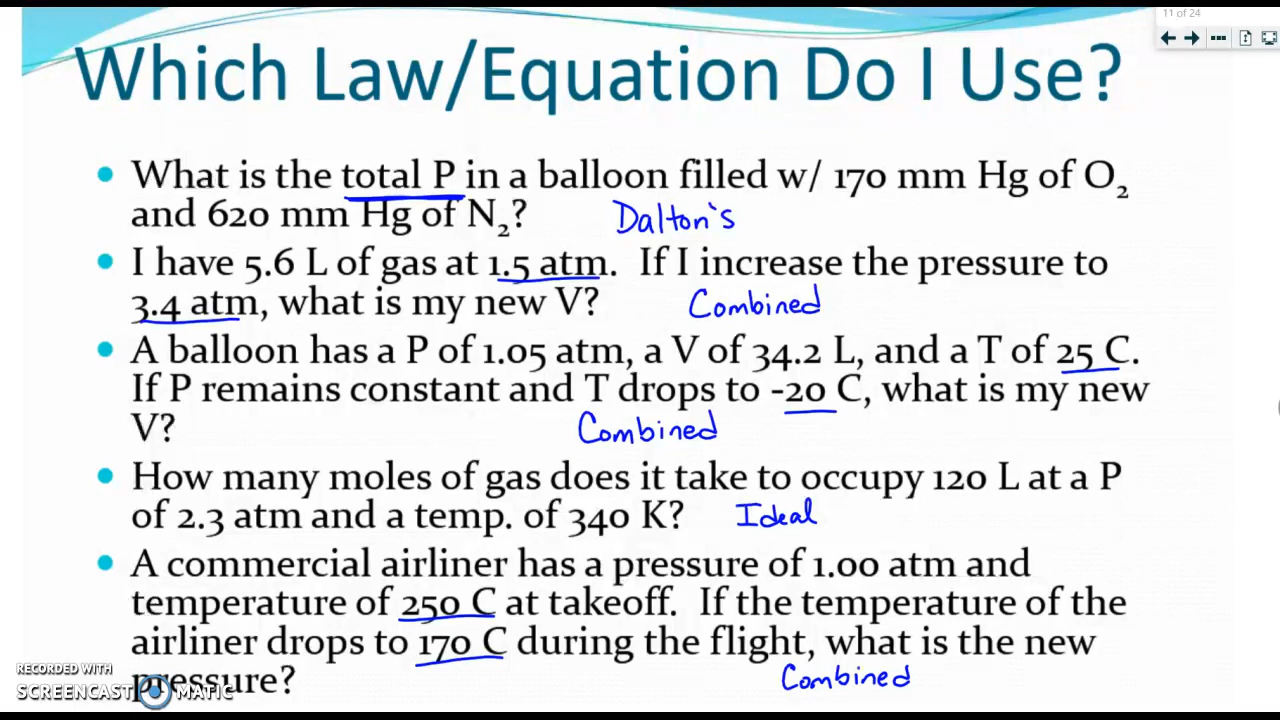 11 of 24
Which Law/Equation Do I Use?
• What is the total P in a balloon filled w/ 170 mm Hg of O₂
and 620 mm Hg of N₂? Dalton's
• I have 5.6 L of gas at 1.5 atm. If I increase the pressure to
3.4 atm, what is my new V? Combined
• A balloon has a P of 1.05 atm, a V of 34.2 L, and a T of 25 C.
If P remains constant and T drops to -20 C, what is my new
V? Combined
• How many moles of gas does it take to occupy 120 L at a P
of 2.3 atm and a temp. of 340 K? Ideal
• A commercial airliner has a pressure of 1.00 atm and
temperature of 250 C at takeoff. If the temperature of the
airliner drops to 170 C during the flight, what is the new
pressure? Combined
RECORDED WITH
SCREENCAST MATIC